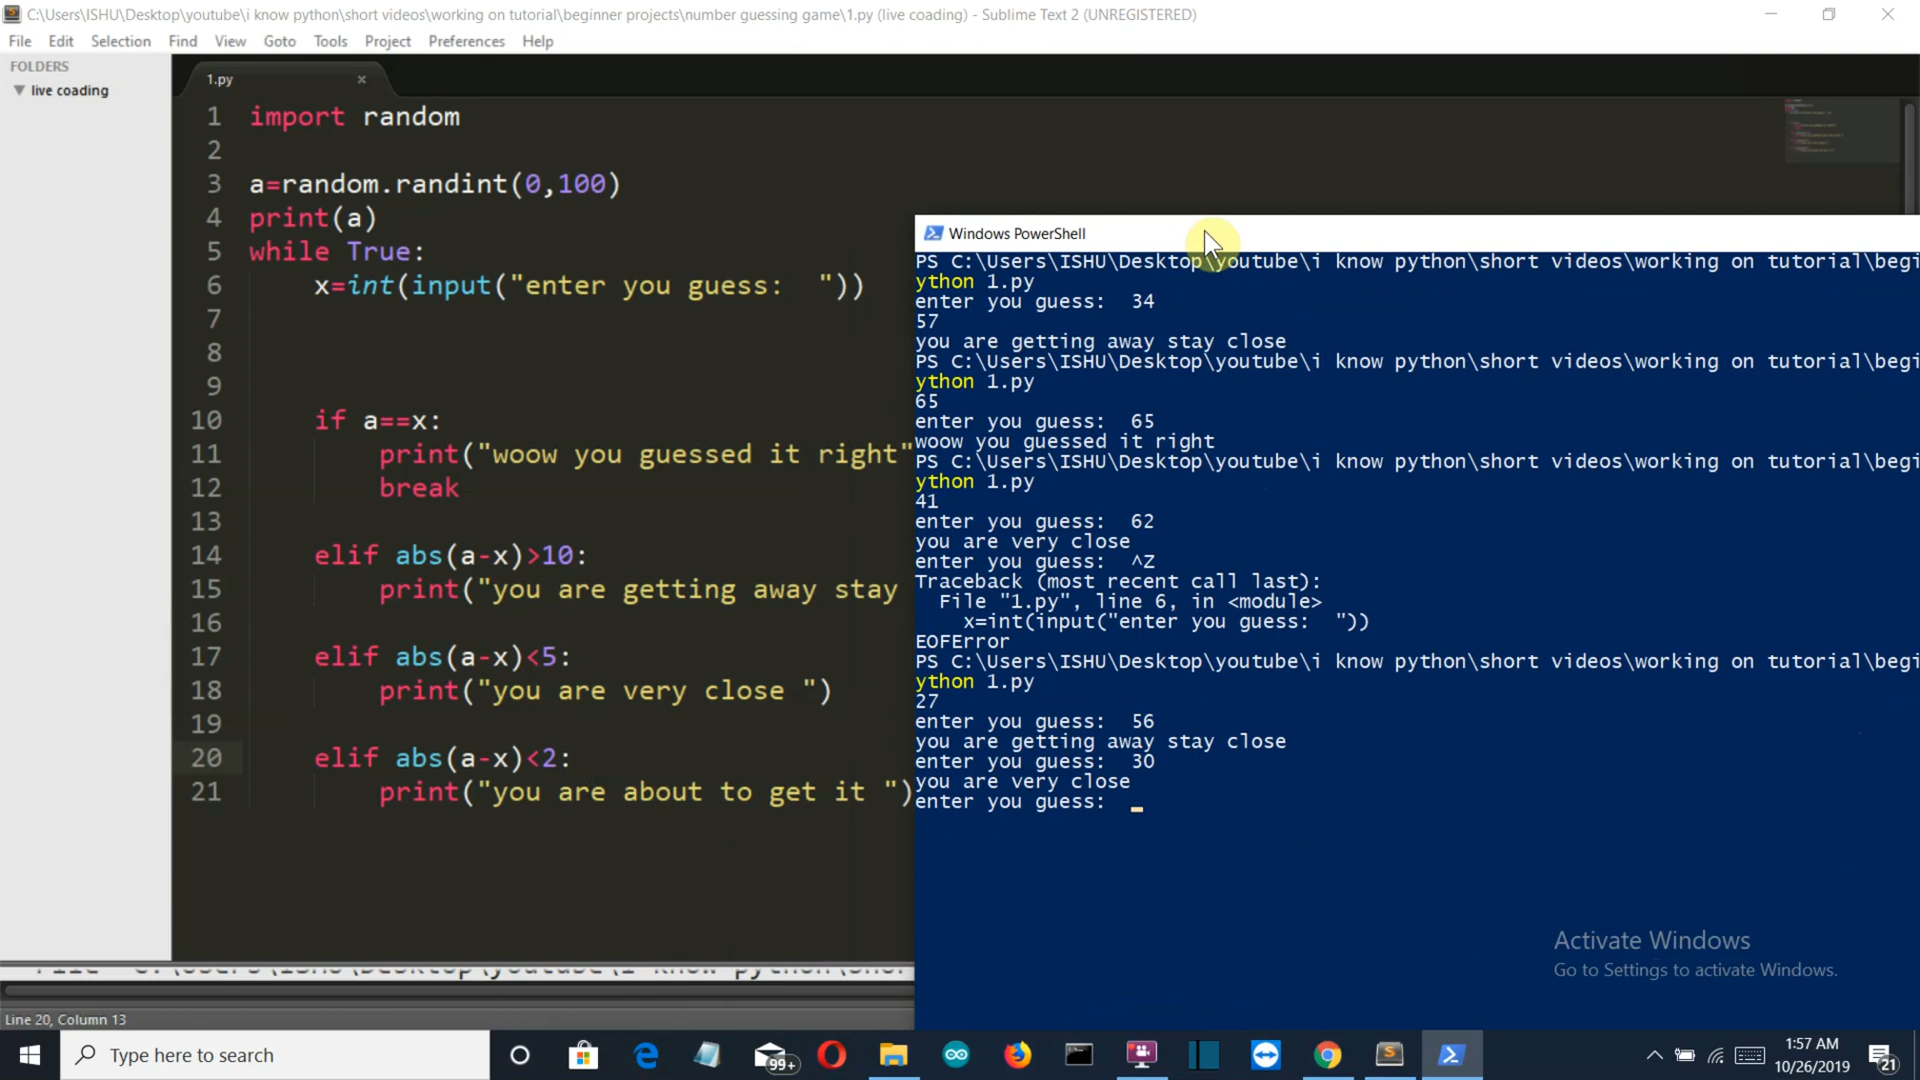 C:\Users\ISHU\Desktop\youtube\i know python\short videos\working on tutorial\beginner projects\number guessing game\1.py (live coading) - Sublime Text 2 (UNREGISTERED)
File Edit Selection Find View Goto Tools Project Preferences Help
FOLDERS
live coading
1.py
1 import random
2
3 a=random.randint(0,100)
4 print(a)
5 while True:
6 x=int(input("enter you guess:  "))
7
8
9
10 if a==x:
11 print("woow you guessed it right"
12 break
13
14 elif abs(a-x)>10:
15 print("you are getting away stay
16
17 elif abs(a-x)<5:
18 print("you are very close ")
19
20 elif abs(a-x)<2:
21 print("you are about to get it ")
Windows PowerShell
PS C:\Users\ISHU\Desktop\youtube\i know python\short videos\working on tutorial\begi
ython 1.py
enter you guess:  34
57
you are getting away stay close
PS C:\Users\ISHU\Desktop\youtube\i know python\short videos\working on tutorial\begi
ython 1.py
65
enter you guess:  65
woow you guessed it right
PS C:\Users\ISHU\Desktop\youtube\i know python\short videos\working on tutorial\begi
ython 1.py
41
enter you guess:  62
you are very close
enter you guess:  ^Z
Traceback (most recent call last):
File "1.py", line 6, in <module>
x=int(input("enter you guess:  "))
EOFError
PS C:\Users\ISHU\Desktop\youtube\i know python\short videos\working on tutorial\begi
ython 1.py
27
enter you guess:  56
you are getting away stay close
enter you guess:  30
you are very close
enter you guess:
Activate Windows
Go to Settings to activate Windows.
Line 20, Column 13
Type here to search
99+
1:57 AM
10/26/2019
21